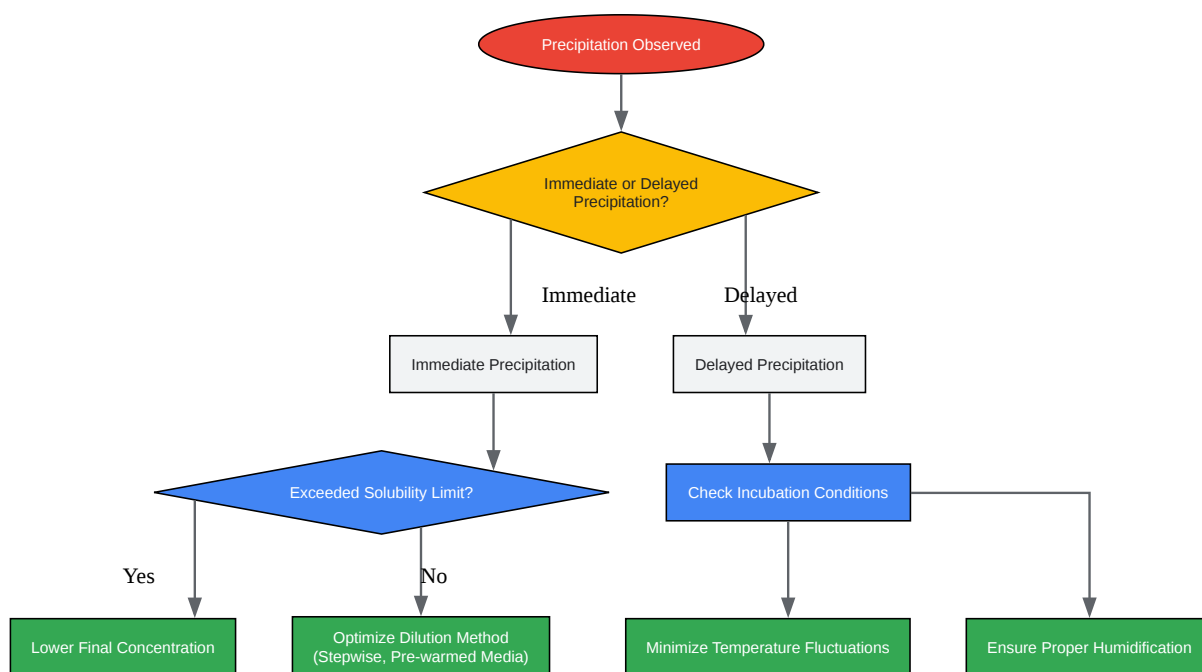 Precipitation Observed
Immediate or Delayed
Precipitation?
Immediate
Delayed
Immediate Precipitation
Delayed Precipitation
Exceeded Solubility Limit?
Check Incubation Conditions
Yes
No
Lower Final Concentration
Optimize Dilution Method
(Stepwise, Pre-warmed Media)
Minimize Temperature Fluctuations
Ensure Proper Humidification